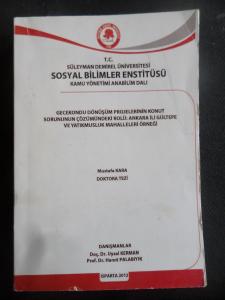 T.C.
SÜLEYMAN DEMİREL ÜNİVERSİTESİ
SOSYAL BİLİMLER ENSTİTÜSÜ
KAMU YÖNETİMİ ANABİLİM DALI
GECEKONDU DÖNÜŞÜM PROJELERİNİN KONUT
SORUNUNUN ÇÖZÜMÜNDEKİ ROLÜ: ANKARA İLİ GÜLTEPE
VE YATIKMUSLUK MAHALLELERİ ÖRNEĞİ
Mustafa KARA
DOKTORA TEZİ
DANIŞMANLAR
Doç. Dr. Uysal KERMAN
Prof. Dr. Hamit PALABIYIK
ISPARTA 2012